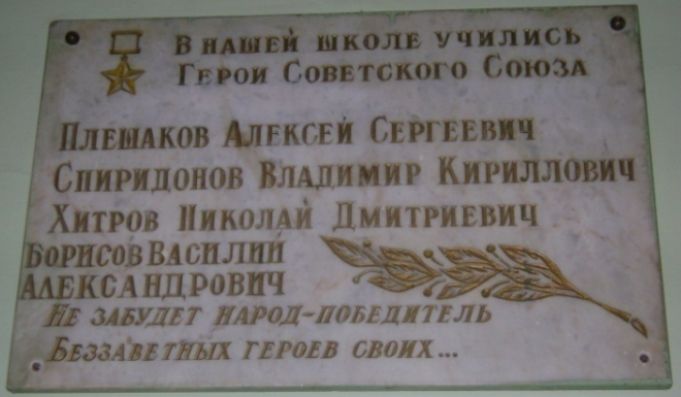 В НАШЕЙ ШКОЛЕ УЧИЛИСЬ
ГЕРОИ СОВЕТСКОГО СОЮЗА
ПЛЕШАКОВ АЛЕКСЕЙ СЕРГЕЕВИЧ
СПИРИДОНОВ ВЛАДИМИР КИРИЛЛОВИЧ
ХИТРОВ НИКОЛАЙ ДМИТРИЕВИЧ
БОРИСОВ ВАСИЛИЙ
АЛЕКСАНДРОВИЧ
НЕ ЗАБУДЕТ НАРОД-ПОБЕДИТЕЛЬ
БЕЗЗАВЕТНЫХ ГЕРОЕВ СВОИХ...